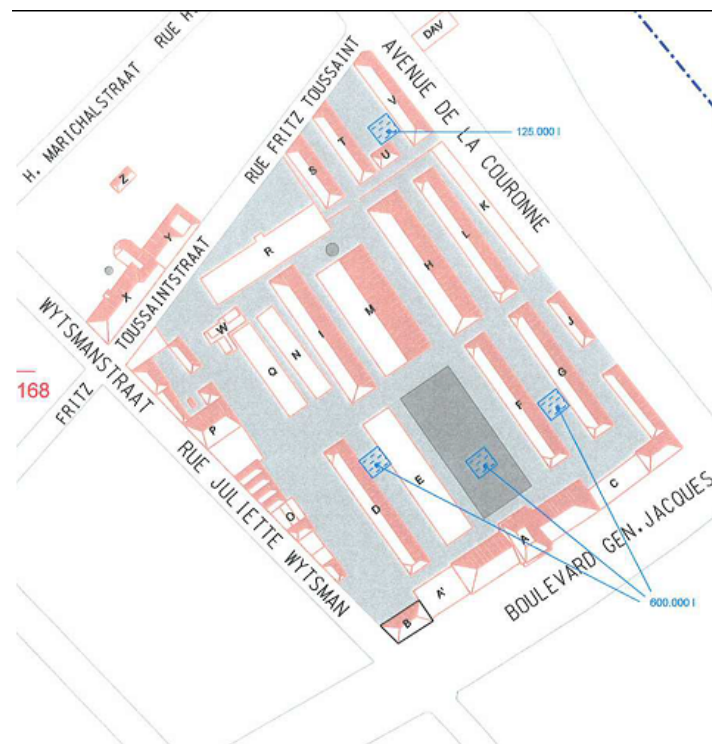 DAV
AVENUE DE LA COURONNE
H. MARICHALSTRAAT
RUE
RUE FRITZ TOUSSAINT
V
125.000 l
T
U
S
K
Z
L
Y
R
H
X
TOUSSAINTSTRAAT
FRITZ
WYTSMANSTRAAT
M
W
I
N
Q
J
G
F
168
P
RUE JULIETTE WYTSMAN
E
D
O
C
A
A'
B
BOULEVARD GEN. JACQUES
600.000 l